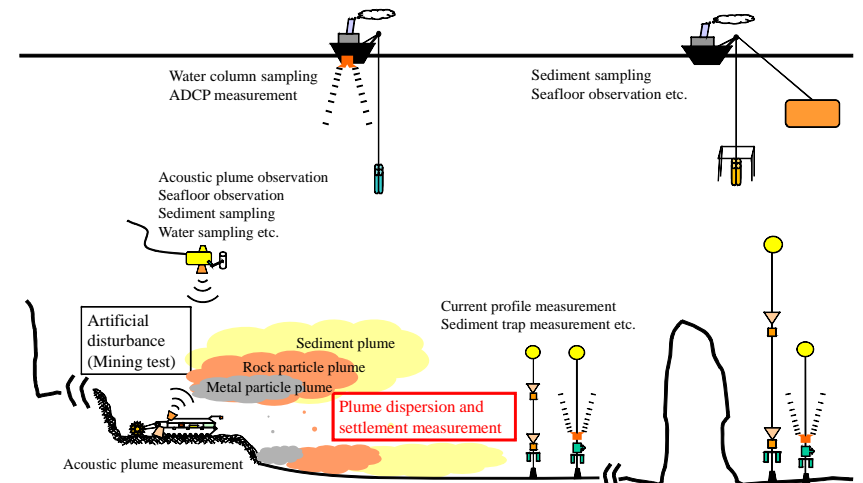 Water column sampling
ADCP measurement
Sediment sampling
Seafloor observation etc.
Acoustic plume observation
Seafloor observation
Sediment sampling
Water sampling etc.
Artificial
disturbance
(Mining test)
Current profile measurement
Sediment trap measurement etc.
Sediment plume
Rock particle plume
Metal particle plume
Plume dispersion and
settlement measurement
Acoustic plume measurement